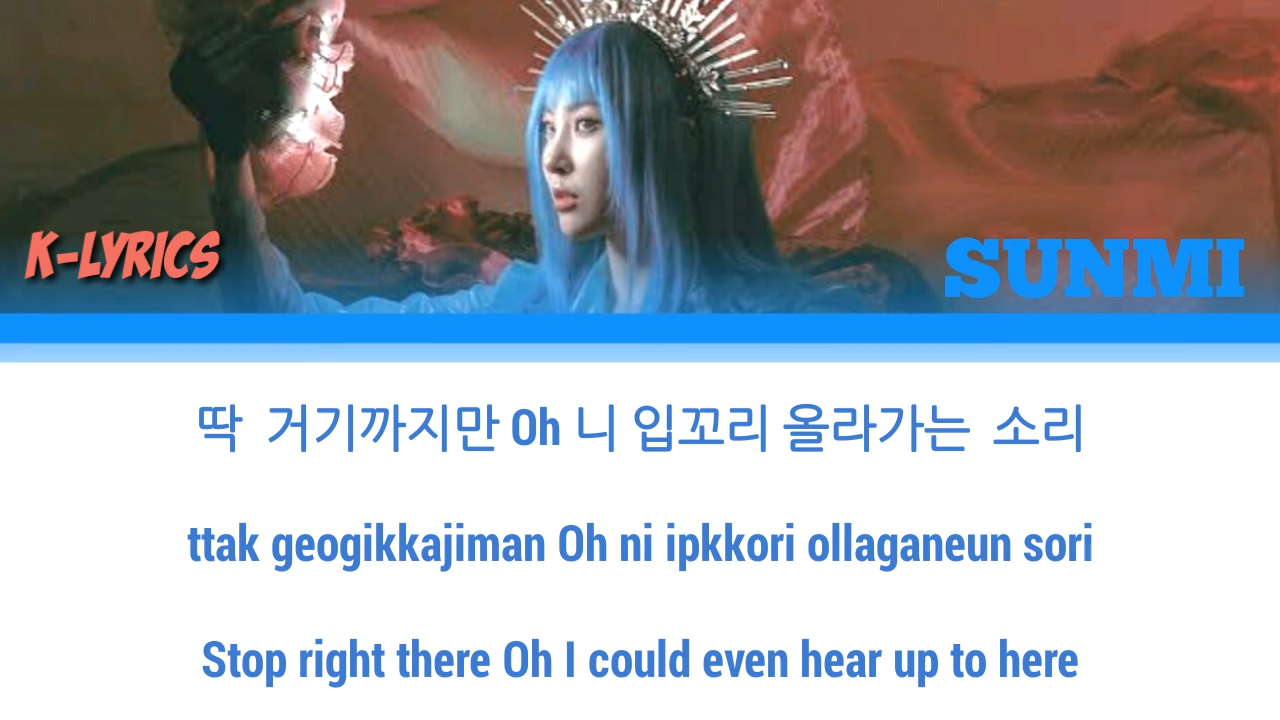 K-LYRICS
SUNMI
딱 거기까지만 Oh 니 입꼬리 올라가는 소리
ttak geogikkajiman Oh ni ipkkori ollaganeun sori
Stop right there Oh I could even hear up to here